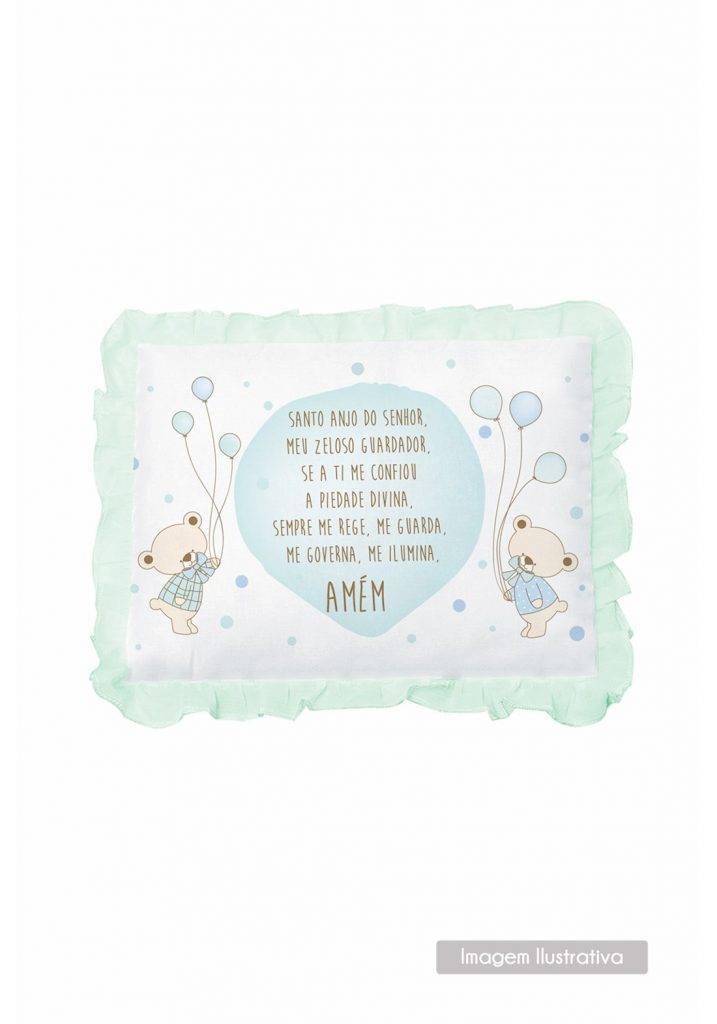 SANTO ANJO DO SENHOR,
MEU ZELOSO GUARDADOR,
SE A TI ME CONFIOU
A PIEDADE DIVINA,
SEMPRE ME REGE, ME GUARDA,
ME GOVERNA, ME ILUMINA,
AMÉM
Imagem Ilustrativa